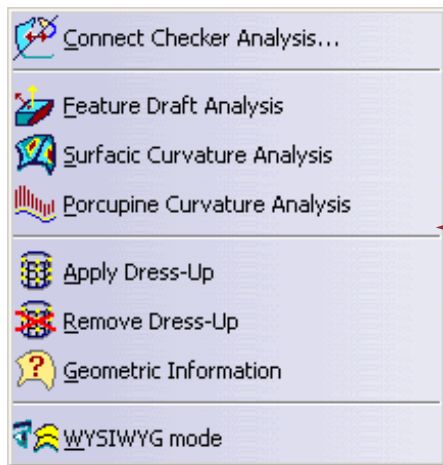 Connect Checker Analysis...
Feature Draft Analysis
Surfacic Curvature Analysis
Porcupine Curvature Analysis
Apply Dress-Up
Remove Dress-Up
Geometric Information
WYSIWYG mode